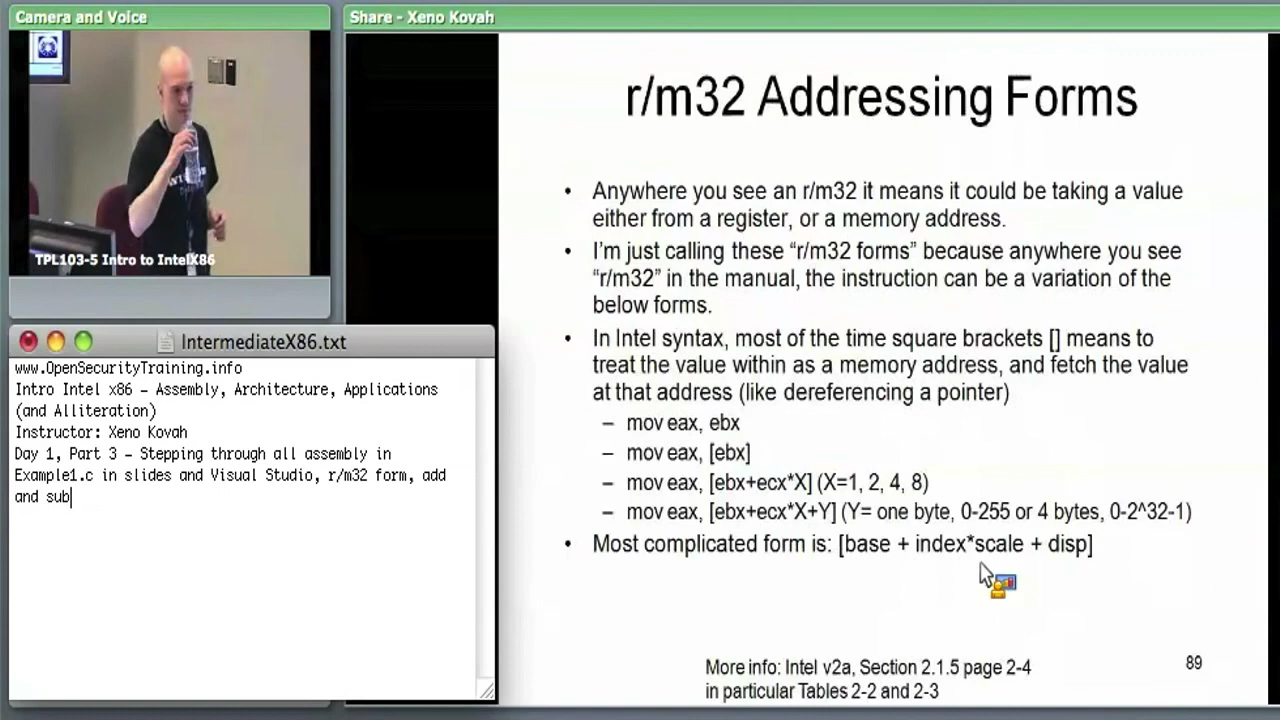 Camera and Voice
Share - Xeno Kovah
TPL103-5 Intro to IntelX86
IntermediateX86.txt
www.OpenSecurityTraining.info
Intro Intel x86 – Assembly, Architecture, Applications
(and Alliteration)
Instructor: Xeno Kovah
Day 1, Part 3 – Stepping through all assembly in
Example1.c in slides and Visual Studio, r/m32 form, add
and sub
r/m32 Addressing Forms
• Anywhere you see an r/m32 it means it could be taking a value
either from a register, or a memory address.
• I'm just calling these “r/m32 forms” because anywhere you see
“r/m32” in the manual, the instruction can be a variation of the
below forms.
• In Intel syntax, most of the time square brackets [] means to
treat the value within as a memory address, and fetch the value
at that address (like dereferencing a pointer)
– mov eax, ebx
– mov eax, [ebx]
– mov eax, [ebx+ecx*X] (X=1, 2, 4, 8)
– mov eax, [ebx+ecx*X+Y] (Y= one byte, 0-255 or 4 bytes, 0-2^32-1)
• Most complicated form is: [base + index*scale + disp]
More info: Intel v2a, Section 2.1.5 page 2-4
in particular Tables 2-2 and 2-3
89